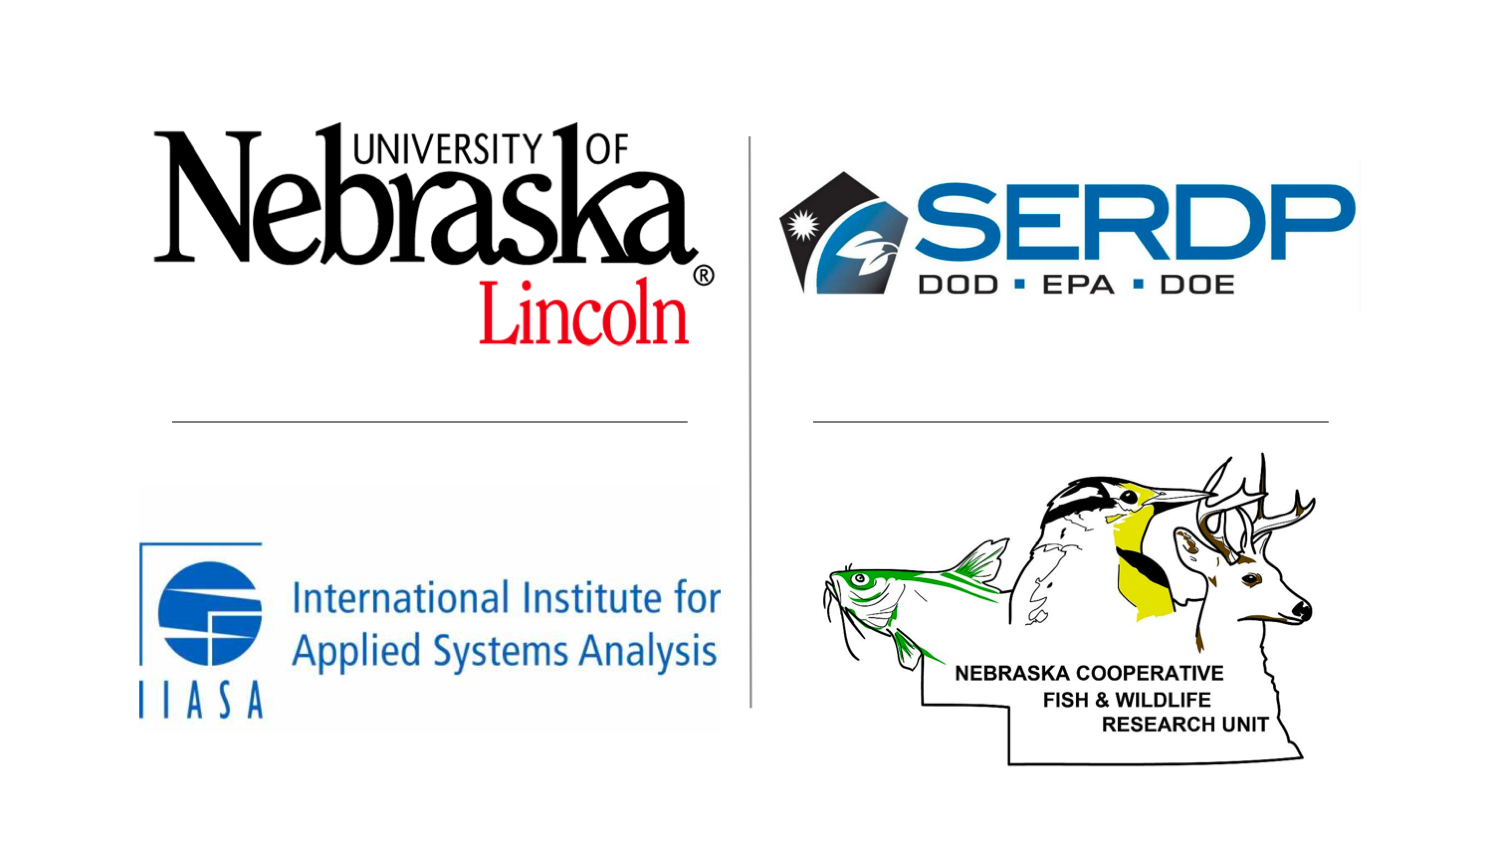 UNIVERSITY OF
Nebraska®
Lincoln
SERDP
DOD ▪ EPA ▪ DOE
International Institute for
Applied Systems Analysis
IIASA
NEBRASKA COOPERATIVE
FISH & WILDLIFE
RESEARCH UNIT